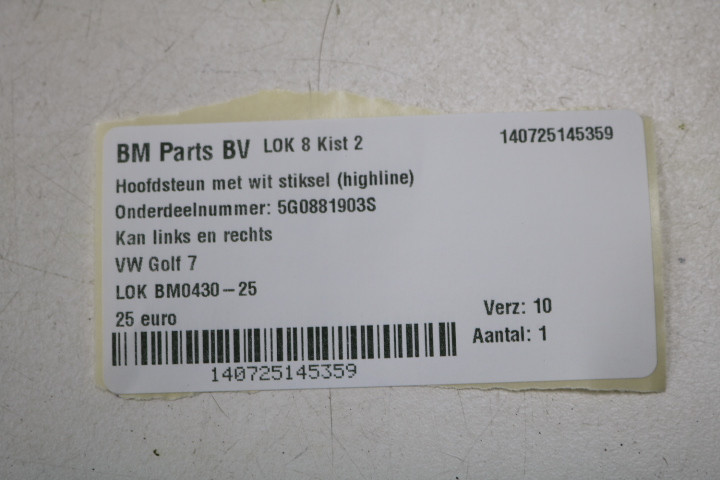 BM Parts BV LOK 8 Kist 2 140725145359
Hoofdsteun met wit stiksel (highline)
Onderdeelnummer: 5G0881903S
Kan links en rechts
VW Golf 7
LOK BM0430-25
25 euro
Verz: 10
Aantal: 1
140725145359